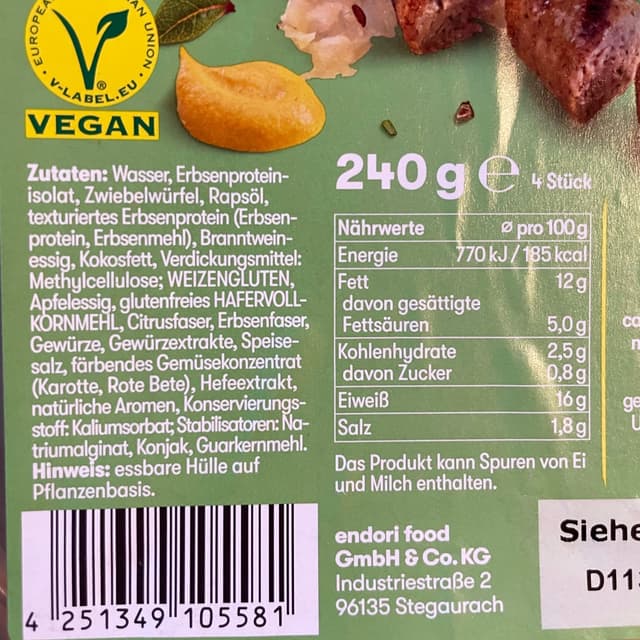 EUROPEAN UNION
V-LABEL.EU
VEGAN
Zutaten: Wasser, Erbsenprotein-
isolat, Zwiebelwürfel, Rapsöl,
texturiertes Erbsenprotein (Erbsen-
protein, Erbsenmehl), Branntwein-
essig, Kokosfett, Verdickungsmittel:
Methylcellulose; WEIZENGLUTEN,
Apfelessig, glutenfreies HAFERVOLL-
KORNMEHL, Citrusfaser, Erbsenfaser,
Gewürze, Gewürzextrakte, Speise-
salz, färbendes Gemüsekonzentrat
(Karotte, Rote Bete), Hefeextrakt,
natürliche Aromen, Konservierungs-
stoff: Kaliumsorbat; Stabilisatoren: Na-
triumalginat, Konjak, Guarkernmehl.
Hinweis: essbare Hülle auf
Pflanzenbasis.
4 251349 105581
240 g ℮ 4 Stück
Nährwerte ø pro 100 g
Energie 770 kJ / 185 kcal
Fett 12 g
davon gesättigte
Fettsäuren 5,0 g
Kohlenhydrate 2,5 g
davon Zucker 0,8 g
Eiweiß 16 g
Salz 1,8 g
Das Produkt kann Spuren von Ei
und Milch enthalten.
endori food
GmbH & Co. KG
Industriestraße 2
96135 Stegaurach
Siehe
D11